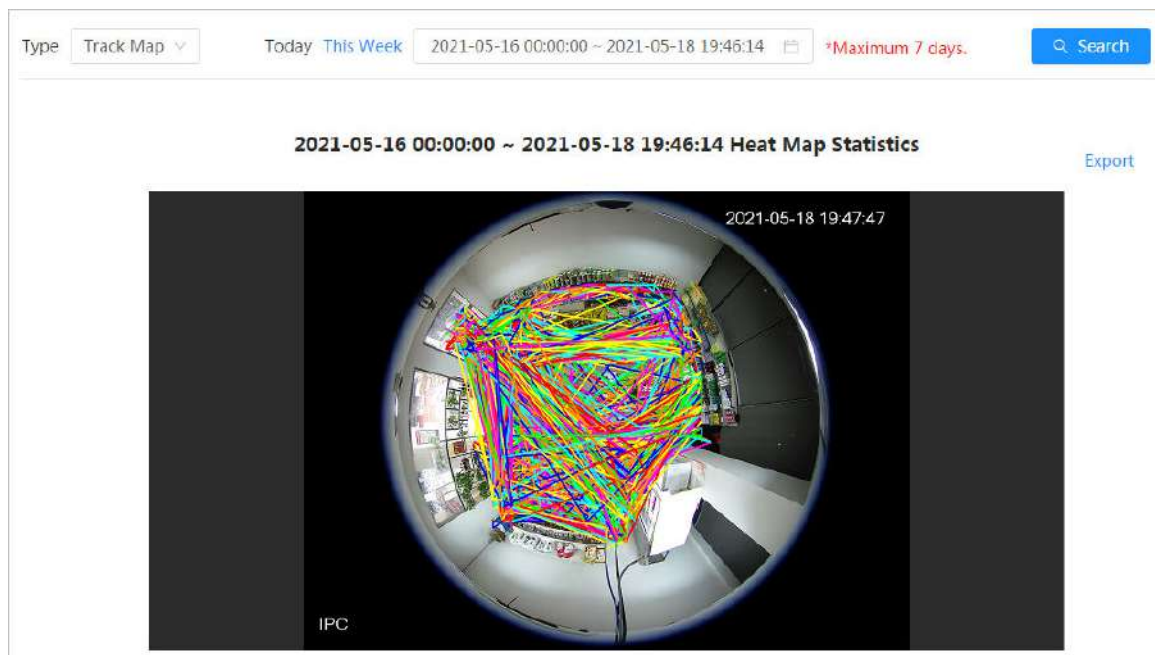 Type Track Map Today This Week 2021-05-16 00:00:00 ~ 2021-05-18 19:46:14 *Maximum 7 days. Search
2021-05-16 00:00:00 ~ 2021-05-18 19:46:14 Heat Map Statistics
Export
2021-05-18 19:47:47
IPC